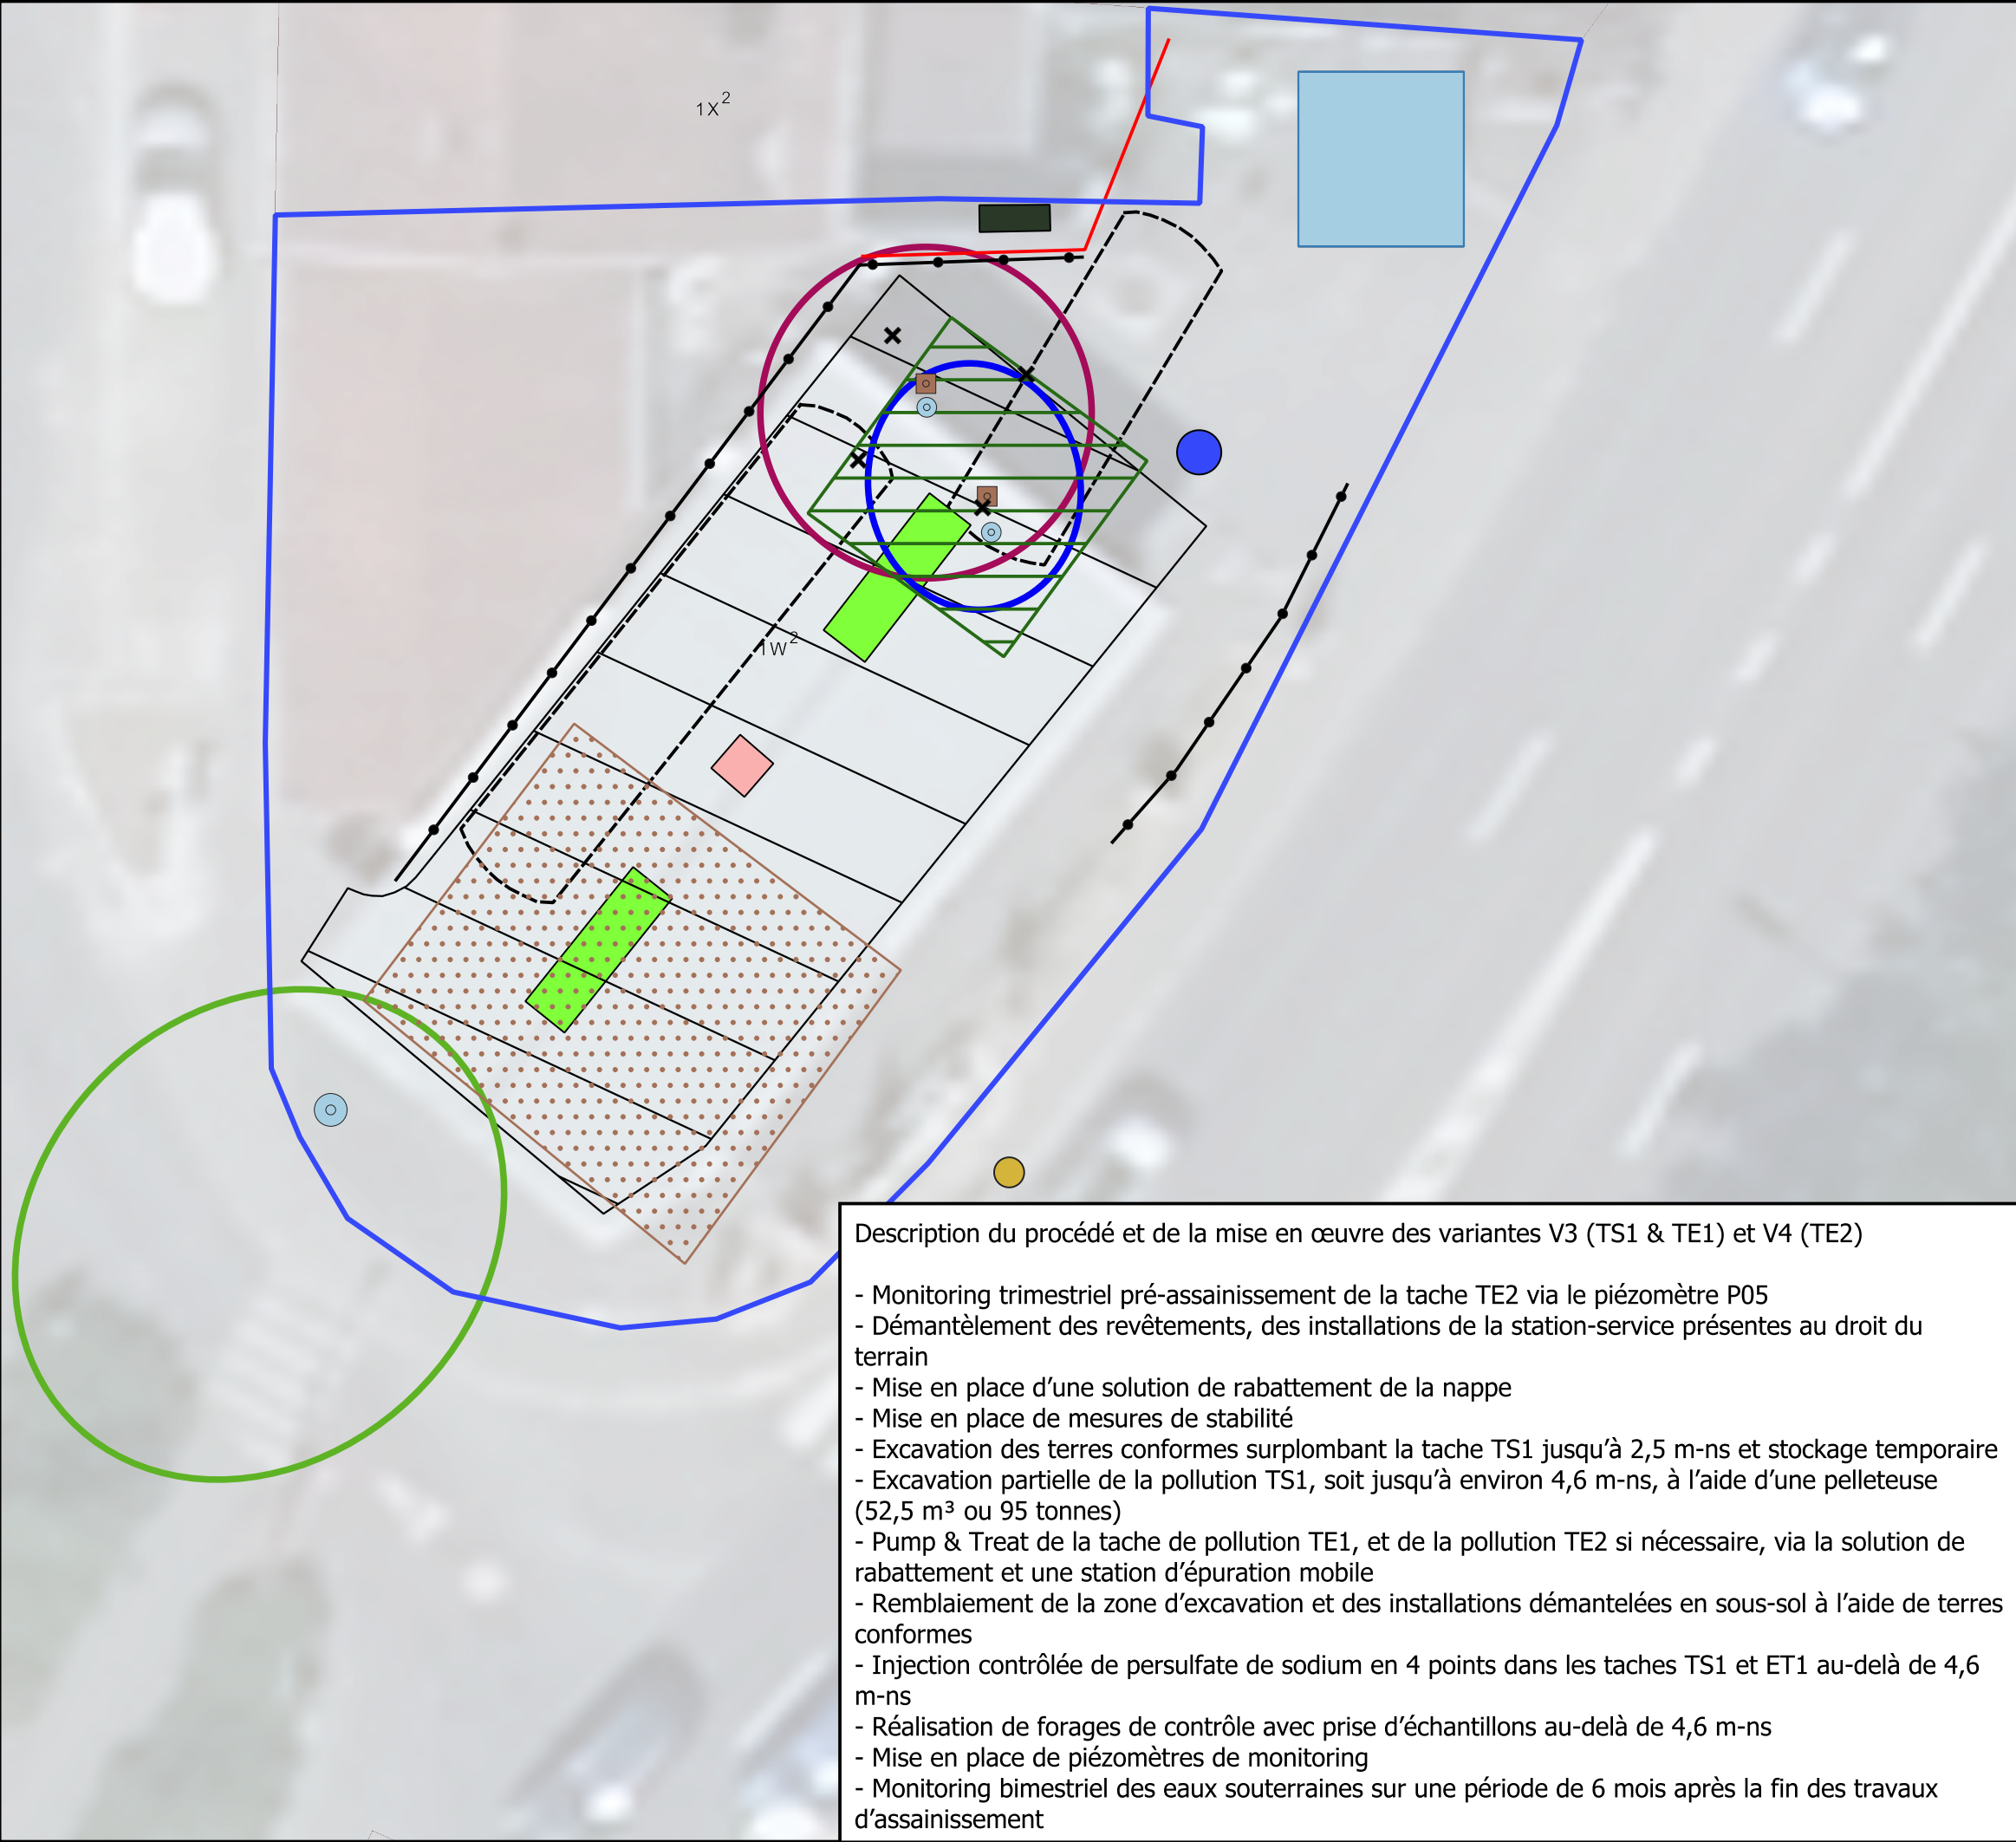 1X²
1W²
Description du procédé et de la mise en œuvre des variantes V3 (TS1 & TE1) et V4 (TE2)
- Monitoring trimestriel pré-assainissement de la tache TE2 via le piézomètre P05
- Démantèlement des revêtements, des installations de la station-service présentes au droit du
terrain
- Mise en place d’une solution de rabattement de la nappe
- Mise en place de mesures de stabilité
- Excavation des terres conformes surplombant la tache TS1 jusqu’à 2,5 m-ns et stockage temporaire
- Excavation partielle de la pollution TS1, soit jusqu’à environ 4,6 m-ns, à l’aide d’une pelleteuse
(52,5 m³ ou 95 tonnes)
- Pump & Treat de la tache de pollution TE1, et de la pollution TE2 si nécessaire, via la solution de
rabattement et une station d’épuration mobile
- Remblaiement de la zone d’excavation et des installations démantelées en sous-sol à l’aide de terres
conformes
- Injection contrôlée de persulfate de sodium en 4 points dans les taches TS1 et ET1 au-delà de 4,6
m-ns
- Réalisation de forages de contrôle avec prise d’échantillons au-delà de 4,6 m-ns
- Mise en place de piézomètres de monitoring
- Monitoring bimestriel des eaux souterraines sur une période de 6 mois après la fin des travaux
d’assainissement